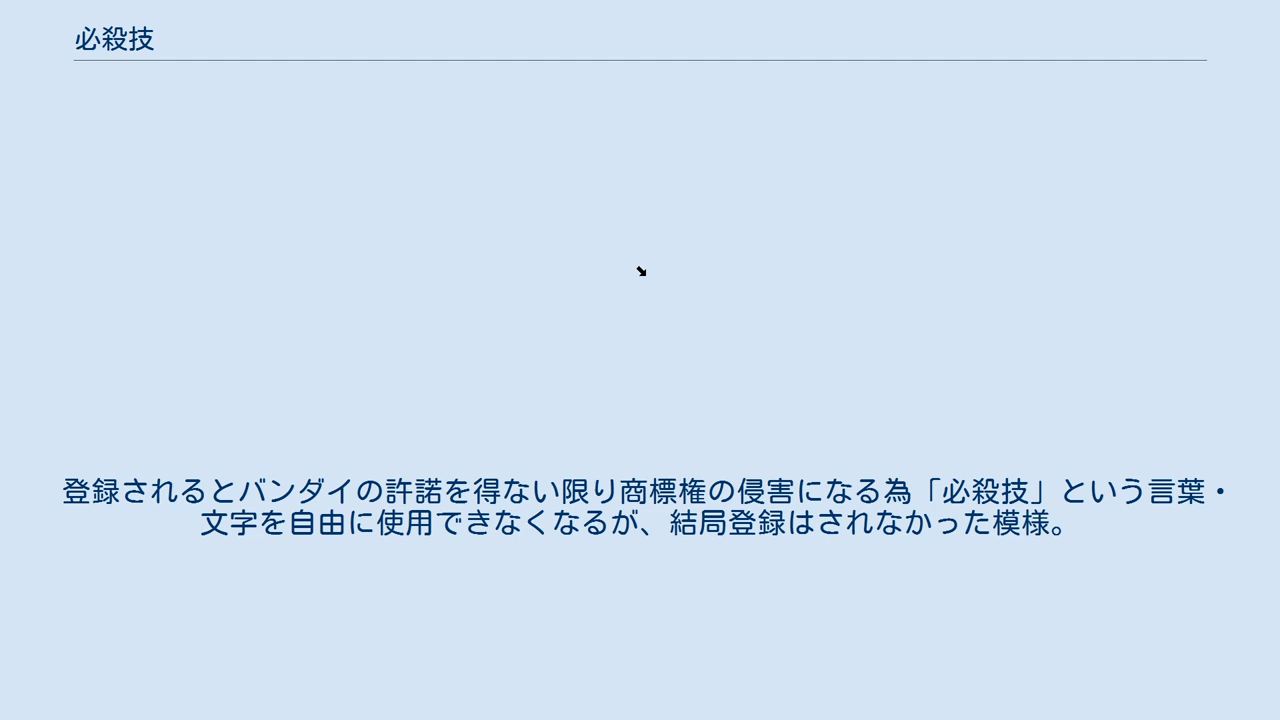 必殺技
登録されるとバンダイの許諾を得ない限り商標権の侵害になる為「必殺技」という言葉・
文字を自由に使用できなくなるが、結局登録はされなかった模様。